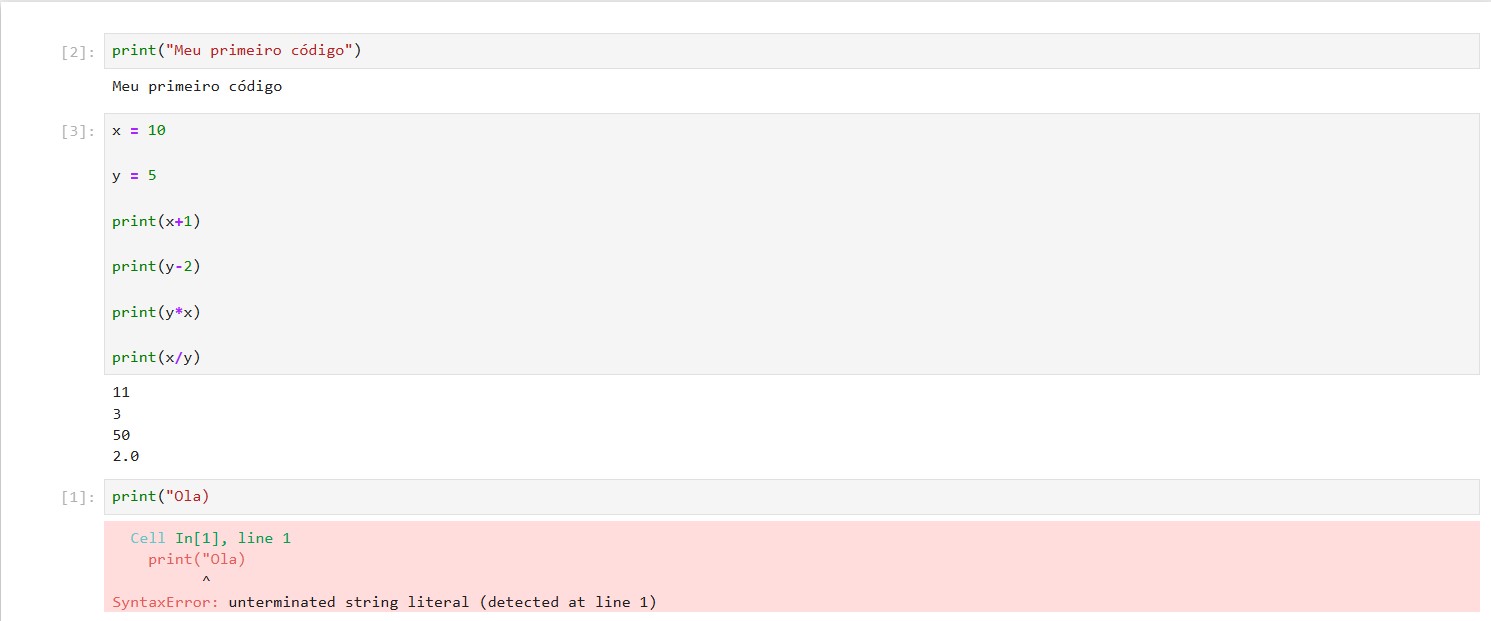 [2]: print("Meu primeiro código")
Meu primeiro código
[3]: x = 10
y = 5
print(x+1)
print(y-2)
print(y*x)
print(x/y)
11
3
50
2.0
[1]: print("Ola)
Cell In[1], line 1
print("Ola)
^
SyntaxError: unterminated string literal (detected at line 1)